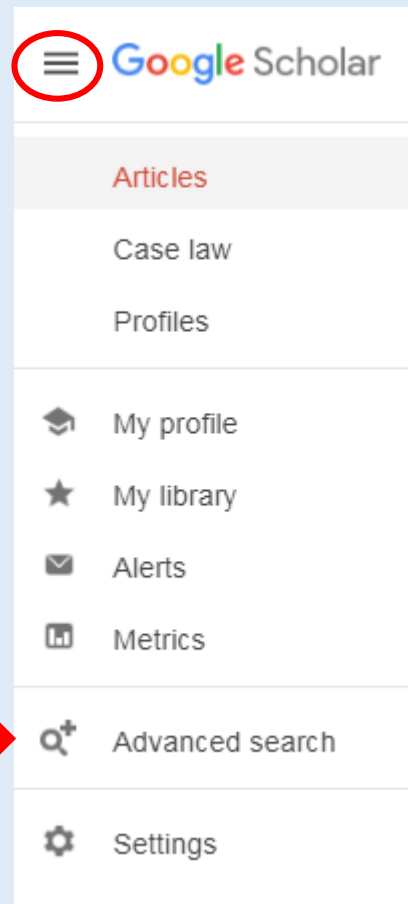 Google Scholar
Articles
Case law
Profiles
My profile
My library
Alerts
Metrics
Advanced search
Settings